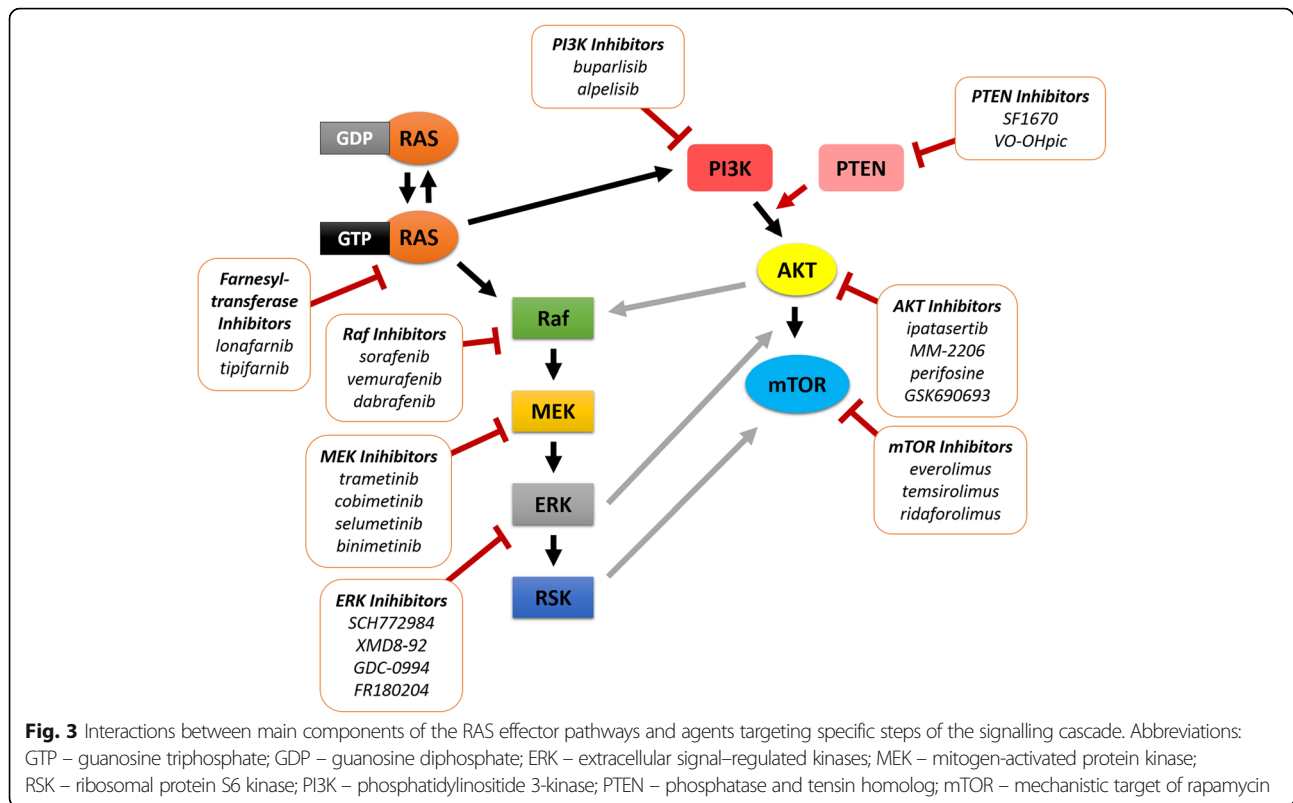 PI3K Inhibitors
buparlisib
alpelisib
PTEN Inhibitors
SF1670
VO-OHpic
GDP
RAS
PI3K
PTEN
GTP
RAS
Farnesyl-
transferase
Inhibitors
lonafarnib
tipifarnib
AKT
Raf
Raf Inhibitors
sorafenib
vemurafenib
dabrafenib
AKT Inhibitors
ipatasertib
MM-2206
perifosine
GSK690693
mTOR
MEK
MEK Inihibitors
trametinib
cobimetinib
selumetinib
binimetinib
mTOR Inhibitors
everolimus
temsirolimus
ridaforolimus
ERK
RSK
ERK Inihibitors
SCH772984
XMD8-92
GDC-0994
FR180204
Fig. 3 Interactions between main components of the RAS effector pathways and agents targeting specific steps of the signalling cascade. Abbreviations:
GTP – guanosine triphosphate; GDP – guanosine diphosphate; ERK – extracellular signal–regulated kinases; MEK – mitogen-activated protein kinase;
RSK – ribosomal protein S6 kinase; PI3K – phosphatidylinositide 3-kinase; PTEN – phosphatase and tensin homolog; mTOR – mechanistic target of rapamycin